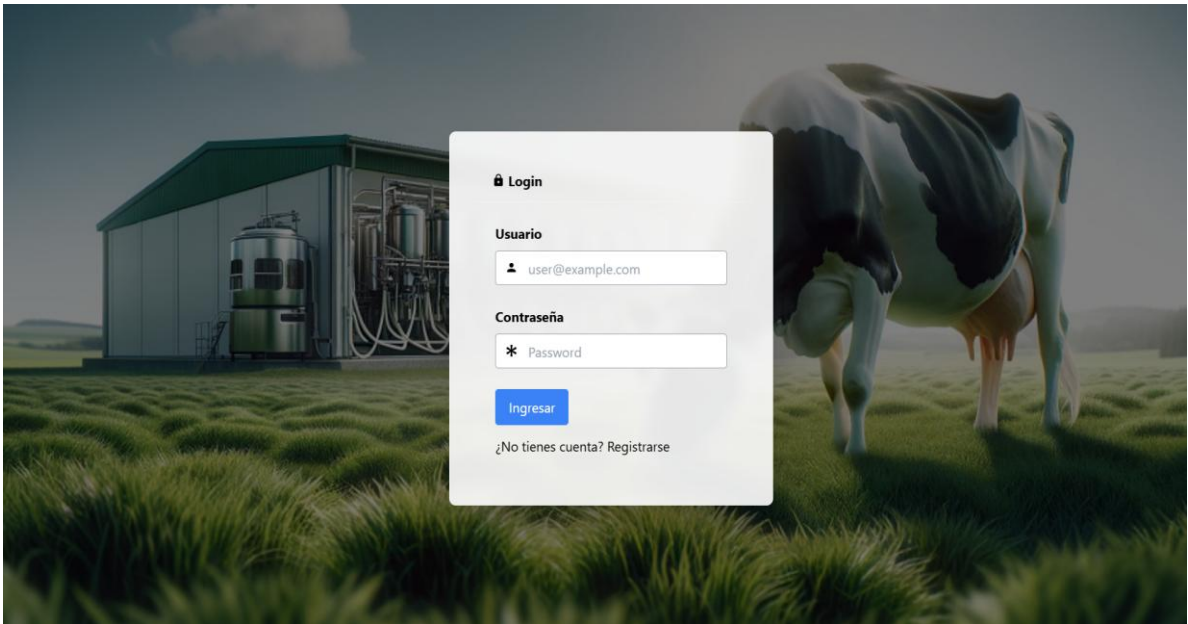 Login
Usuario
user@example.com
Contraseña
Password
Ingresar
¿No tienes cuenta? Registrarse